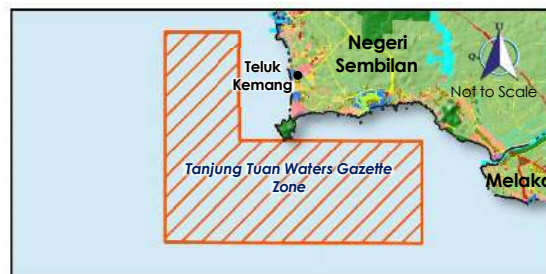 Negeri
Sembilan
Teluk
Kemang
U
Not to Scale
Tanjung Tuan Waters Gazette
Zone
Melaka